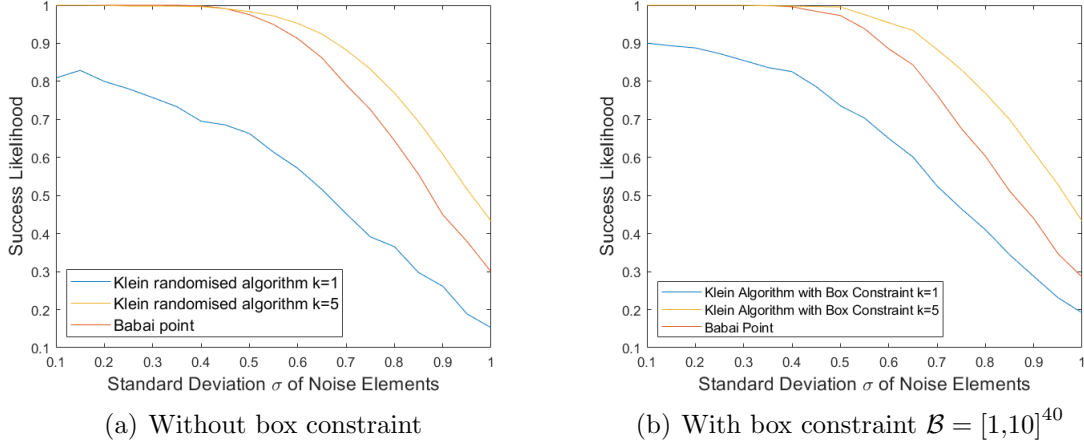 1
0.9
0.8
0.7
0.6
0.5
0.4
0.3
0.2
0.1
Success Likelihood
Klein randomised algorithm k=1
Klein randomised algorithm k=5
Babai point
0.1 0.2 0.3 0.4 0.5 0.6 0.7 0.8 0.9 1
Standard Deviation σ of Noise Elements
(a) Without box constraint
1
0.9
0.8
0.7
0.6
0.5
0.4
0.3
0.2
0.1
Success Likelihood
Klein Algorithm with Box Constraint k=1
Klein Algorithm with Box Constraint k=5
Babai Point
0.1 0.2 0.3 0.4 0.5 0.6 0.7 0.8 0.9 1
Standard Deviation σ of Noise Elements
(b) With box constraint 𝓑 = [1,10]⁴⁰